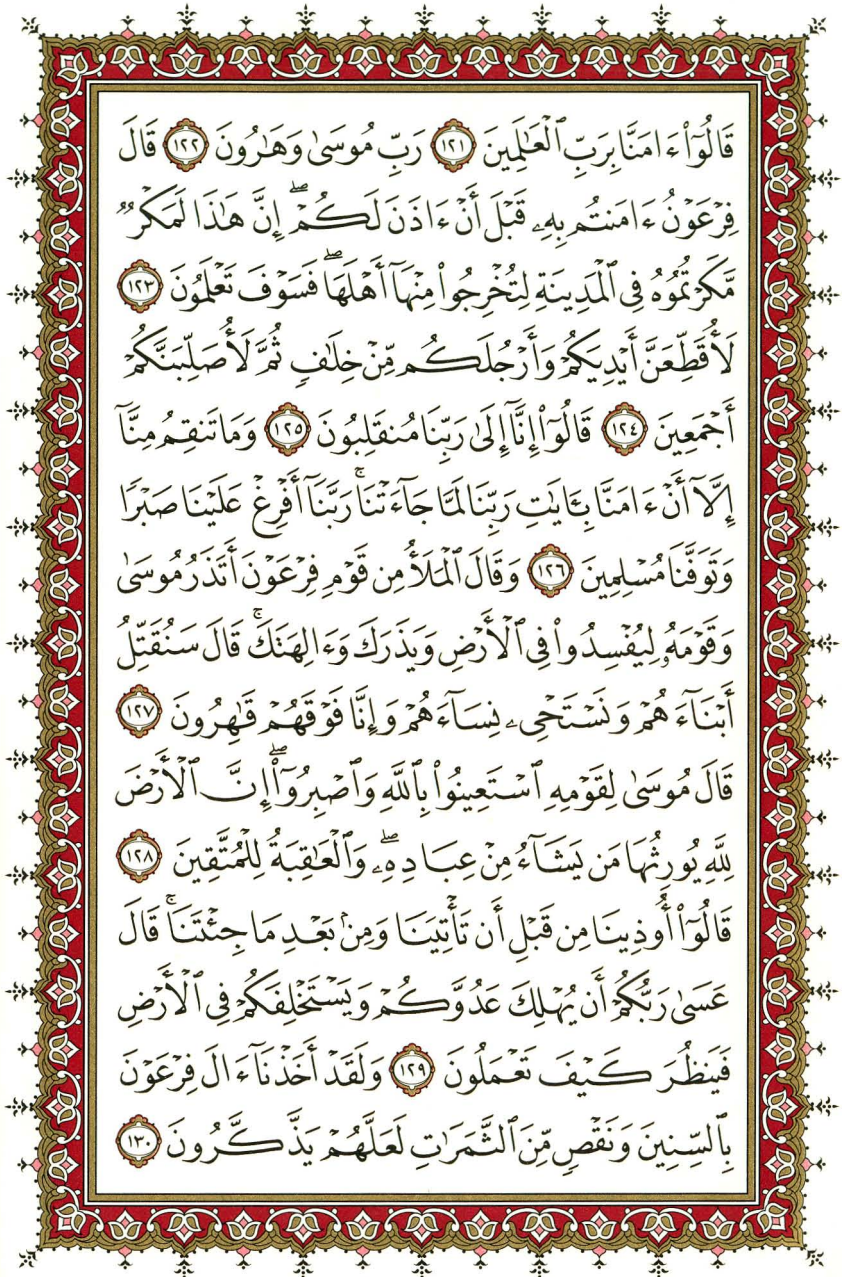 قَالُوٓا۟ ءَامَنَّا بِرَبِّ ٱلْعَٰلَمِينَ ١٢١ رَبِّ مُوسَىٰ وَهَٰرُونَ ١٢٢ قَالَ
فِرْعَوْنُ ءَامَنتُم بِهِۦ قَبْلَ أَنْ ءَاذَنَ لَكُمْ ۖ إِنَّ هَٰذَا لَمَكْرٌ
مَّكَرْتُمُوهُ فِى ٱلْمَدِينَةِ لِتُخْرِجُوا۟ مِنْهَآ أَهْلَهَا ۖ فَسَوْفَ تَعْلَمُونَ ١٢٣
لَأُقَطِّعَنَّ أَيْدِيَكُمْ وَأَرْجُلَكُم مِّنْ خِلَٰفٍ ثُمَّ لَأُصَلِّبَنَّكُمْ
أَجْمَعِينَ ١٢٤ قَالُوٓا۟ إِنَّآ إِلَىٰ رَبِّنَا مُنقَلِبُونَ ١٢٥ وَمَا تَنقِمُ مِنَّآ
إِلَّآ أَنْ ءَامَنَّا بِـَٔايَٰتِ رَبِّنَا لَمَّا جَآءَتْنَا ۚ رَبَّنَآ أَفْرِغْ عَلَيْنَا صَبْرًا
وَتَوَفَّنَا مُسْلِمِينَ ١٢٦ وَقَالَ ٱلْمَلَأُ مِن قَوْمِ فِرْعَوْنَ أَتَذَرُ مُوسَىٰ
وَقَوْمَهُۥ لِيُفْسِدُوا۟ فِى ٱلْأَرْضِ وَيَذَرَكَ وَءَالِهَتَكَ ۚ قَالَ سَنُقَتِّلُ
أَبْنَآءَهُمْ وَنَسْتَحْىِۦ نِسَآءَهُمْ وَإِنَّا فَوْقَهُمْ قَٰهِرُونَ ١٢٧
قَالَ مُوسَىٰ لِقَوْمِهِ ٱسْتَعِينُوا۟ بِٱللَّهِ وَٱصْبِرُوٓا۟ ۖ إِنَّ ٱلْأَرْضَ
لِلَّهِ يُورِثُهَا مَن يَشَآءُ مِنْ عِبَادِهِۦ ۖ وَٱلْعَٰقِبَةُ لِلْمُتَّقِينَ ١٢٨
قَالُوٓا۟ أُوذِينَا مِن قَبْلِ أَن تَأْتِيَنَا وَمِنۢ بَعْدِ مَا جِئْتَنَا ۚ قَالَ
عَسَىٰ رَبُّكُمْ أَن يُهْلِكَ عَدُوَّكُمْ وَيَسْتَخْلِفَكُمْ فِى ٱلْأَرْضِ
فَيَنظُرَ كَيْفَ تَعْمَلُونَ ١٢٩ وَلَقَدْ أَخَذْنَآ ءَالَ فِرْعَوْنَ
بِٱلسِّنِينَ وَنَقْصٍ مِّنَ ٱلثَّمَرَٰتِ لَعَلَّهُمْ يَذَّكَّرُونَ ١٣٠